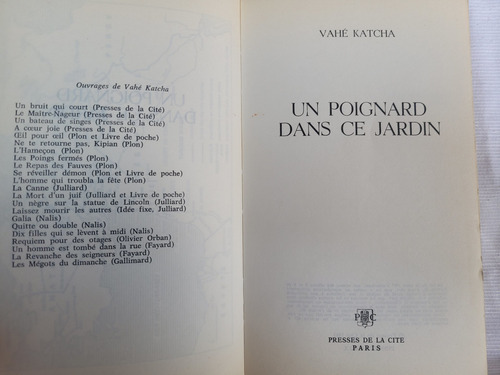 Ouvrages de Vahé Katcha
Un bruit qui court (Presses de la Cité)
Le Maître-Nageur (Presses de la Cité)
Un bateau de singes (Presses de la Cité)
A cœur joie (Presses de la Cité)
Œil pour œil (Plon et Livre de poche)
Ne te retourne pas, Kipian (Plon)
L'Hameçon (Plon)
Les Poings fermés (Plon)
Le Repas des Fauves (Plon)
Se réveiller démon (Plon et Livre de poche)
L'homme qui troubla la fête (Plon)
La Canne (Julliard)
La Mort d'un juif (Julliard et Livre de poche)
Un nègre sur la statue de Lincoln (Julliard)
Laissez mourir les autres (Idée fixe, Julliard)
Galia (Nalis)
Quitte ou double (Nalis)
Dix filles qui se lèvent à midi (Nalis)
Requiem pour des otages (Olivier Orban)
Un homme est tombé dans la rue (Fayard)
La Revanche des seigneurs (Fayard)
Les Mégots du dimanche (Gallimard)
VAHÉ KATCHA
UN POIGNARD
DANS CE JARDIN
PRESSES DE LA CITÉ
PARIS